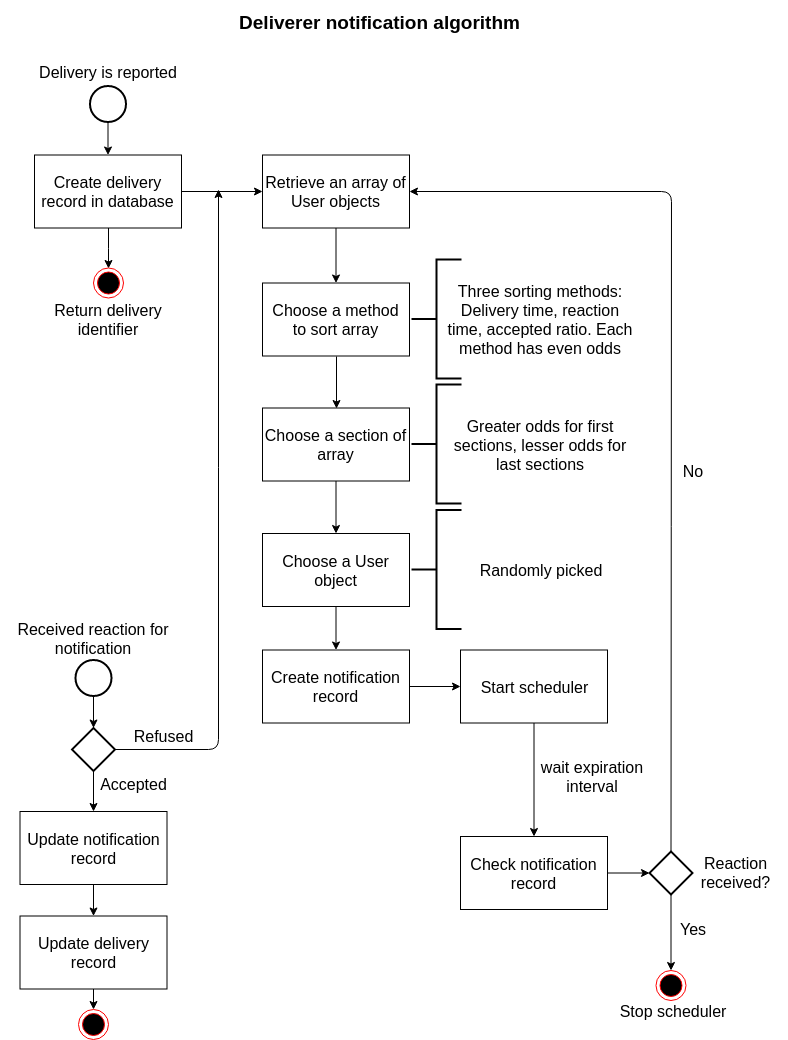 Deliverer notification algorithm
Delivery is reported
Create delivery
record in database
Retrieve an array of
User objects
Return delivery
identifier
Choose a method
to sort array
Three sorting methods:
Delivery time, reaction
time, accepted ratio. Each
method has even odds
Choose a section of
array
Greater odds for first
sections, lesser odds for
last sections
No
Choose a User
object
Randomly picked
Received reaction for
notification
Create notification
record
Start scheduler
Refused
Accepted
wait expiration
interval
Update notification
record
Check notification
record
Reaction
received?
Yes
Update delivery
record
Stop scheduler